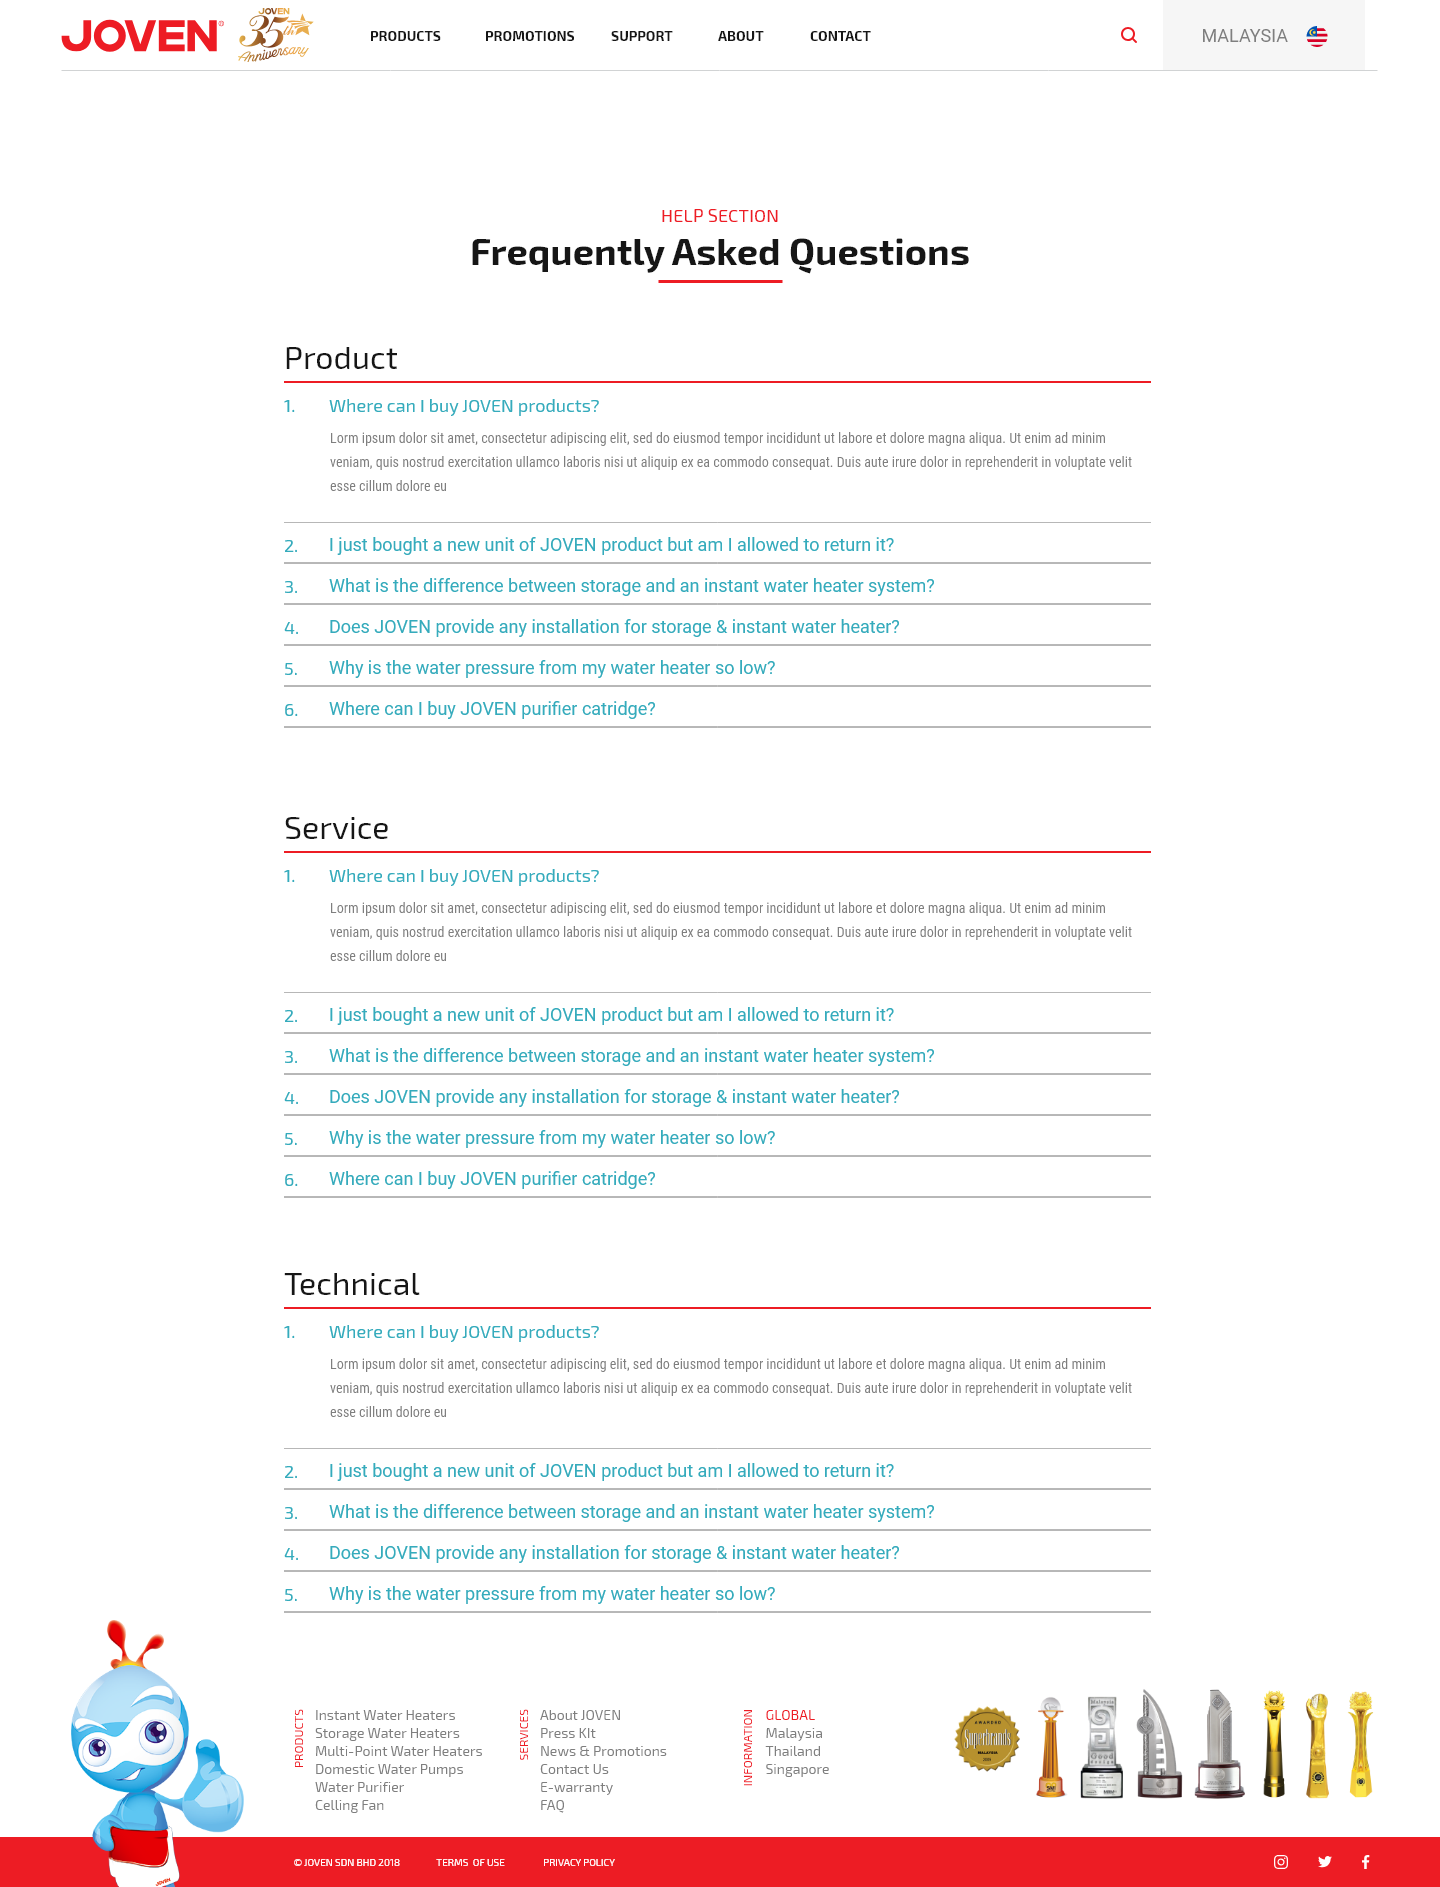 JOVEN®
JOVEN
35th
Anniversary
PRODUCTS PROMOTIONS SUPPORT ABOUT CONTACT
MALAYSIA
HELP SECTION
Frequently Asked Questions
Product
1. Where can I buy JOVEN products?
Lorm ipsum dolor sit amet, consectetur adipiscing elit, sed do eiusmod tempor incididunt ut labore et dolore magna aliqua. Ut enim ad minim
veniam, quis nostrud exercitation ullamco laboris nisi ut aliquip ex ea commodo consequat. Duis aute irure dolor in reprehenderit in voluptate velit
esse cillum dolore eu
2. I just bought a new unit of JOVEN product but am I allowed to return it?
3. What is the difference between storage and an instant water heater system?
4. Does JOVEN provide any installation for storage & instant water heater?
5. Why is the water pressure from my water heater so low?
6. Where can I buy JOVEN purifier catridge?
Service
1. Where can I buy JOVEN products?
Lorm ipsum dolor sit amet, consectetur adipiscing elit, sed do eiusmod tempor incididunt ut labore et dolore magna aliqua. Ut enim ad minim
veniam, quis nostrud exercitation ullamco laboris nisi ut aliquip ex ea commodo consequat. Duis aute irure dolor in reprehenderit in voluptate velit
esse cillum dolore eu
2. I just bought a new unit of JOVEN product but am I allowed to return it?
3. What is the difference between storage and an instant water heater system?
4. Does JOVEN provide any installation for storage & instant water heater?
5. Why is the water pressure from my water heater so low?
6. Where can I buy JOVEN purifier catridge?
Technical
1. Where can I buy JOVEN products?
Lorm ipsum dolor sit amet, consectetur adipiscing elit, sed do eiusmod tempor incididunt ut labore et dolore magna aliqua. Ut enim ad minim
veniam, quis nostrud exercitation ullamco laboris nisi ut aliquip ex ea commodo consequat. Duis aute irure dolor in reprehenderit in voluptate velit
esse cillum dolore eu
2. I just bought a new unit of JOVEN product but am I allowed to return it?
3. What is the difference between storage and an instant water heater system?
4. Does JOVEN provide any installation for storage & instant water heater?
5. Why is the water pressure from my water heater so low?
PRODUCTS
Instant Water Heaters
Storage Water Heaters
Multi-Point Water Heaters
Domestic Water Pumps
Water Purifier
Celling Fan
SERVICES
About JOVEN
Press KIt
News & Promotions
Contact Us
E-warranty
FAQ
INFORMATION
GLOBAL
Malaysia
Thailand
Singapore
AWARDED
Superbrands
MALAYSIA
Malaysia
Good
JOVEN
© JOVEN SDN BHD 2018 TERMS OF USE PRIVACY POLICY